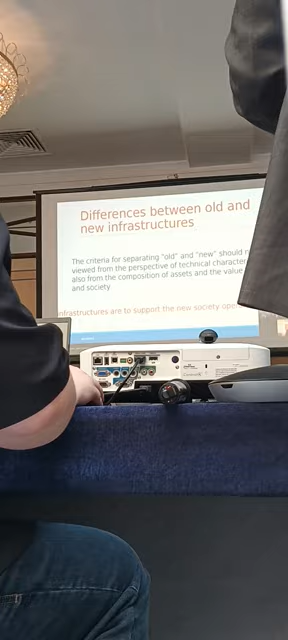 Differences between old and
new infrastructures
The criteria for separating "old" and "new" should
viewed from the perspective of technical
also from the composition of assets and the value
and society
infrastructures are to support the new society